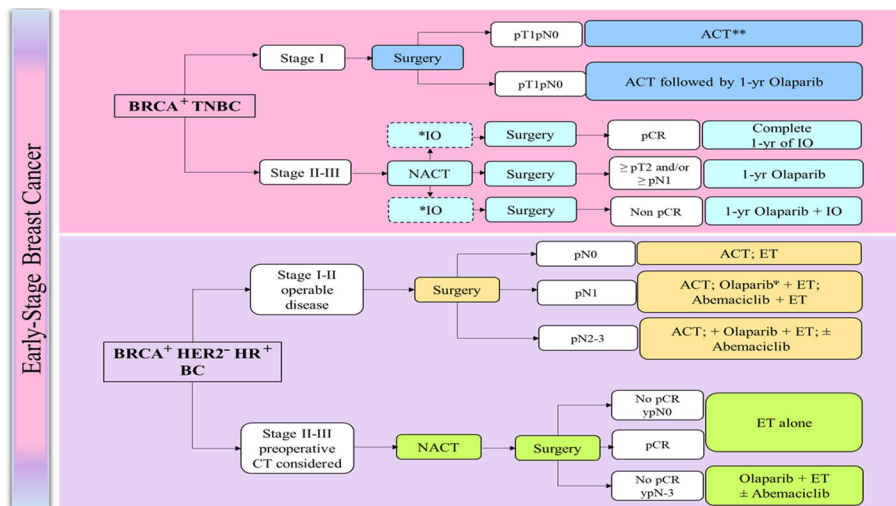 Early-Stage Breast Cancer
BRCA⁺ TNBC
Stage I
Surgery
pT1pN0
ACT**
pT1pN0
ACT followed by 1-yr Olaparib
Stage II-III
*IO
Surgery
pCR
Complete
1-yr of IO
NACT
Surgery
≥ pT2 and/or
≥ pN1
1-yr Olaparib
*IO
Surgery
Non pCR
1-yr Olaparib + IO
BRCA⁺ HER2⁻ HR⁺
BC
Stage I-II
operable
disease
Surgery
pN0
ACT; ET
pN1
ACT; Olaparib* + ET;
Abemaciclib + ET
pN2-3
ACT; + Olaparib + ET; ±
Abemaciclib
Stage II-III
preoperative
CT considered
NACT
Surgery
No pCR
ypN0
pCR
ET alone
No pCR
ypN-3
Olaparib + ET
± Abemaciclib